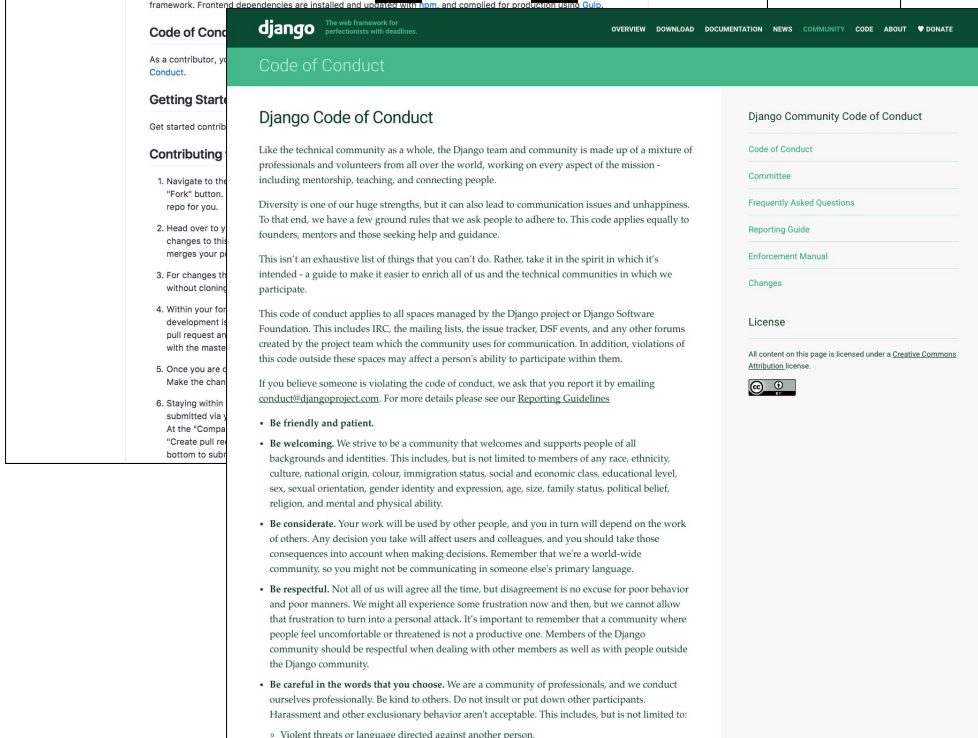 framework. Frontend dependencies are installed and updated with npm, and complied for production using Gulp.
Code of Cond
As a contributor, yo
Conduct.
Getting Starte
Get started contrib
Contributing
1. Navigate to the
"Fork" button.
repo for you.
2. Head over to y
changes to this
merges your pu
3. For changes th
without cloning
4. Within your for
development is
pull request an
with the maste
5. Once you are d
Make the chan
6. Staying within
submitted via y
At the "Compa
"Create pull re
bottom to subm
django
The web framework for
perfectionists with deadlines.
OVERVIEW DOWNLOAD DOCUMENTATION NEWS COMMUNITY CODE ABOUT ♥ DONATE
Code of Conduct
Django Code of Conduct
Like the technical community as a whole, the Django team and community is made up of a mixture of
professionals and volunteers from all over the world, working on every aspect of the mission -
including mentorship, teaching, and connecting people.
Diversity is one of our huge strengths, but it can also lead to communication issues and unhappiness.
To that end, we have a few ground rules that we ask people to adhere to. This code applies equally to
founders, mentors and those seeking help and guidance.
This isn't an exhaustive list of things that you can't do. Rather, take it in the spirit in which it's
intended - a guide to make it easier to enrich all of us and the technical communities in which we
participate.
This code of conduct applies to all spaces managed by the Django project or Django Software
Foundation. This includes IRC, the mailing lists, the issue tracker, DSF events, and any other forums
created by the project team which the community uses for communication. In addition, violations of
this code outside these spaces may affect a person's ability to participate within them.
If you believe someone is violating the code of conduct, we ask that you report it by emailing
conduct@djangoproject.com. For more details please see our Reporting Guidelines
• Be friendly and patient.
• Be welcoming. We strive to be a community that welcomes and supports people of all
backgrounds and identities. This includes, but is not limited to members of any race, ethnicity,
culture, national origin, colour, immigration status, social and economic class, educational level,
sex, sexual orientation, gender identity and expression, age, size, family status, political belief,
religion, and mental and physical ability.
• Be considerate. Your work will be used by other people, and you in turn will depend on the work
of others. Any decision you take will affect users and colleagues, and you should take those
consequences into account when making decisions. Remember that we're a world-wide
community, so you might not be communicating in someone else's primary language.
• Be respectful. Not all of us will agree all the time, but disagreement is no excuse for poor behavior
and poor manners. We might all experience some frustration now and then, but we cannot allow
that frustration to turn into a personal attack. It's important to remember that a community where
people feel uncomfortable or threatened is not a productive one. Members of the Django
community should be respectful when dealing with other members as well as with people outside
the Django community.
• Be careful in the words that you choose. We are a community of professionals, and we conduct
ourselves professionally. Be kind to others. Do not insult or put down other participants.
Harassment and other exclusionary behavior aren't acceptable. This includes, but is not limited to:
◦ Violent threats or language directed against another person.
Django Community Code of Conduct
Code of Conduct
Committee
Frequently Asked Questions
Reporting Guide
Enforcement Manual
Changes
License
All content on this page is licensed under a Creative Commons
Attribution license.
cc
BY